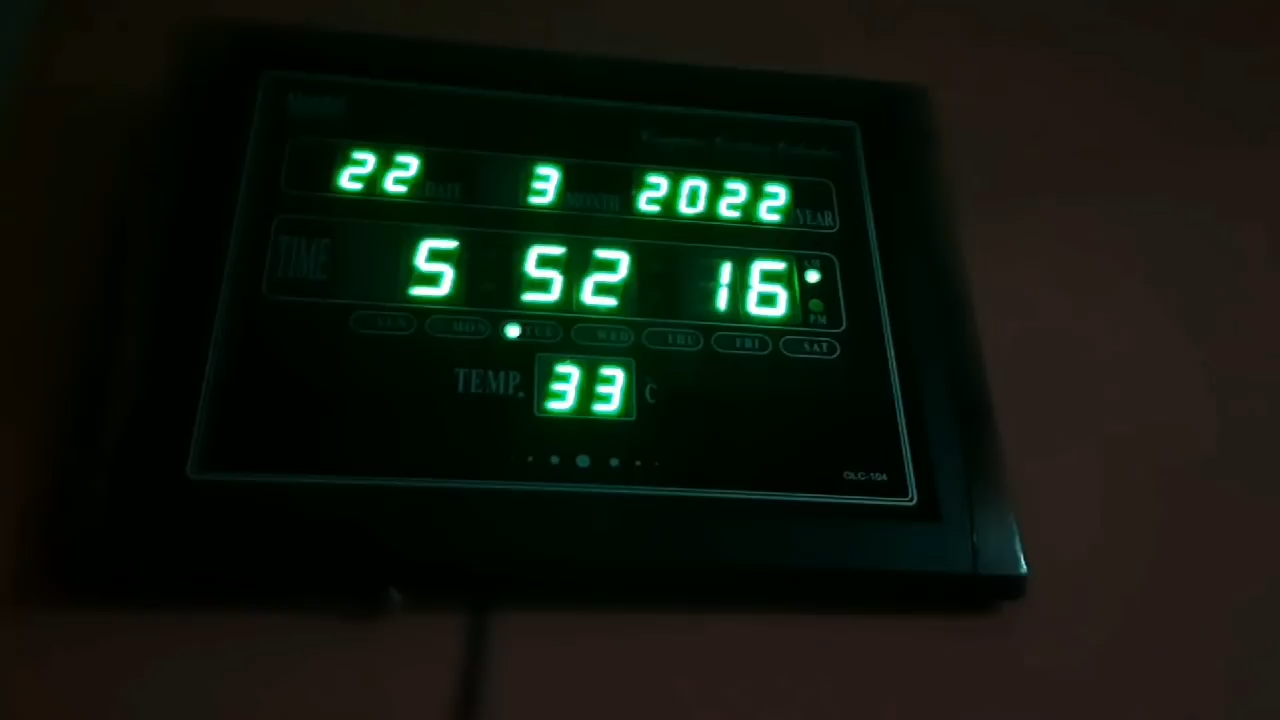 22 DATE 3 MONTH 2022 YEAR
TIME 5 52 16 AM
PM
SUN MON TUE WED THU FRI SAT
TEMP. 33 C
OLC-104